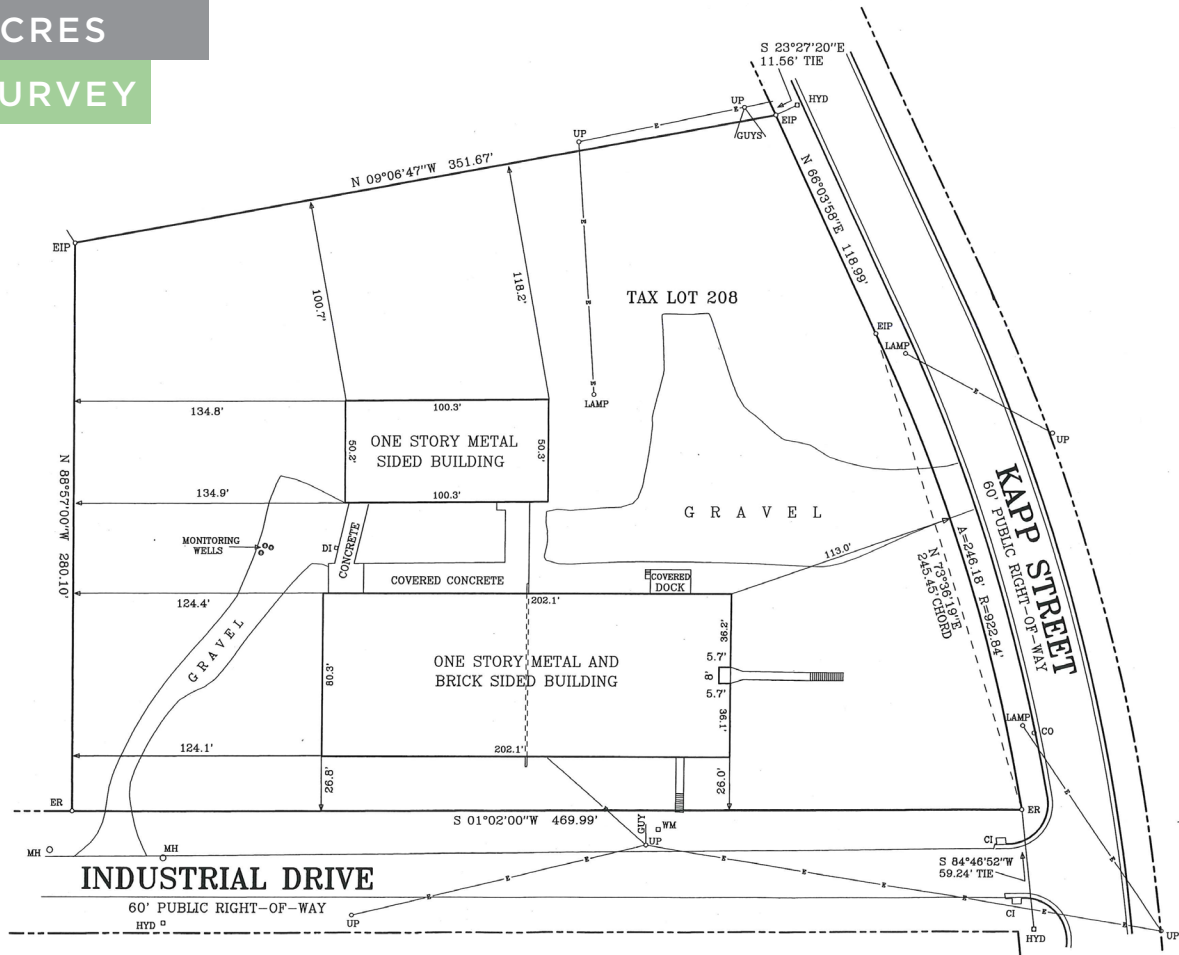 CRES
URVEY
S 23°27'20"E
11.56' TIE
UP
E
HYD
EIP
GUYS
UP
E
N 09°06'47"W 351.67'
N 66°03'58"E 118.99'
EIP
E
100.7'
118.2'
TAX LOT 208
E
EIP
LAMP
E
E
LAMP
UP
134.8'
100.3'
ONE STORY METAL
SIDED BUILDING
50.2'
50.3'
N 88°57'00"W 280.10'
134.9'
100.3'
GRAVEL
KAPP STREET
60' PUBLIC RIGHT-OF-WAY
MONITORING
WELLS
DI
CONCRETE
113.0'
A=246.18' R=922.84'
N 73°36'19"E
245.45' CHORD
COVERED CONCRETE
COVERED
DOCK
124.4'
202.1'
GRAVEL
36.2'
5.7'
8'
5.7'
36.1'
ONE STORY METAL AND
BRICK SIDED BUILDING
80.3'
LAMP
CO
124.1'
202.1'
26.8'
26.0'
E
ER
S 01°02'00"W 469.99'
GUY
WM
UP
ER
CI
MH
MH
E
E
E
S 84°46'52"W
59.24' TIE
INDUSTRIAL DRIVE
60' PUBLIC RIGHT-OF-WAY
E
E
E
E
E
CI
HYD
UP
HYD
UP